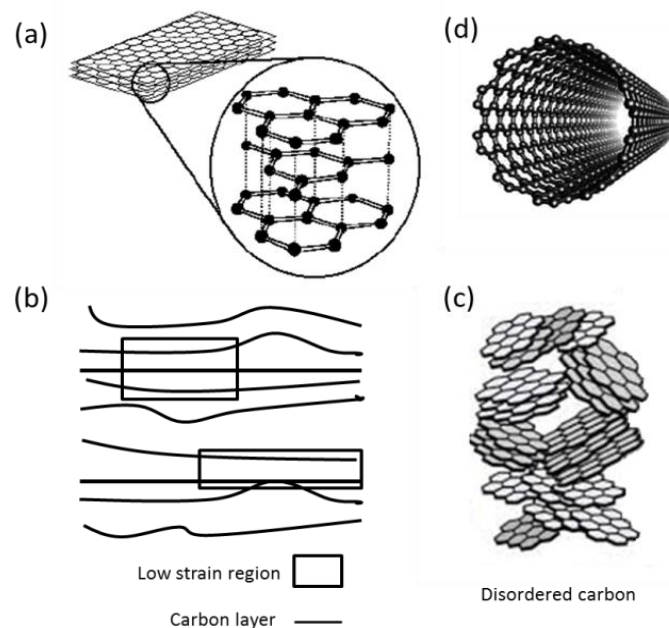 (a)
(d)
(b)
(c)
Low strain region
Carbon layer
Disordered carbon